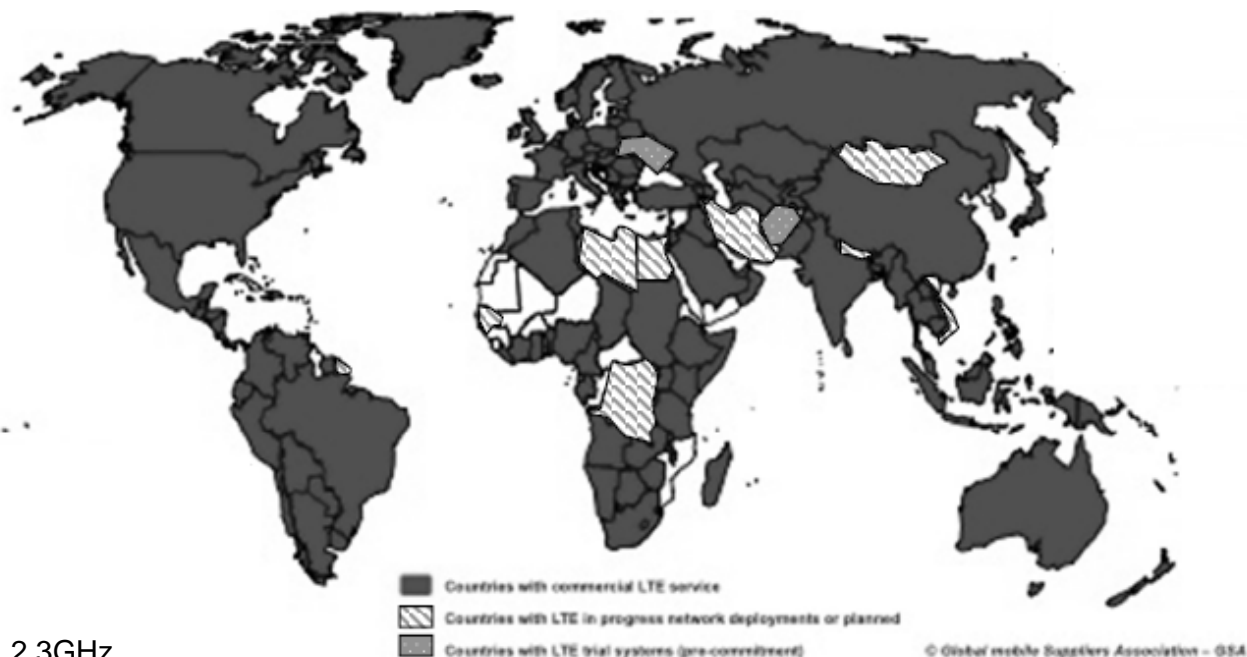 Countries with commercial LTE service
Countries with LTE in progress network deployments or planned
Countries with LTE trial systems (pre-commitment)
© Global mobile Suppliers Association – GSA
2.3GHz